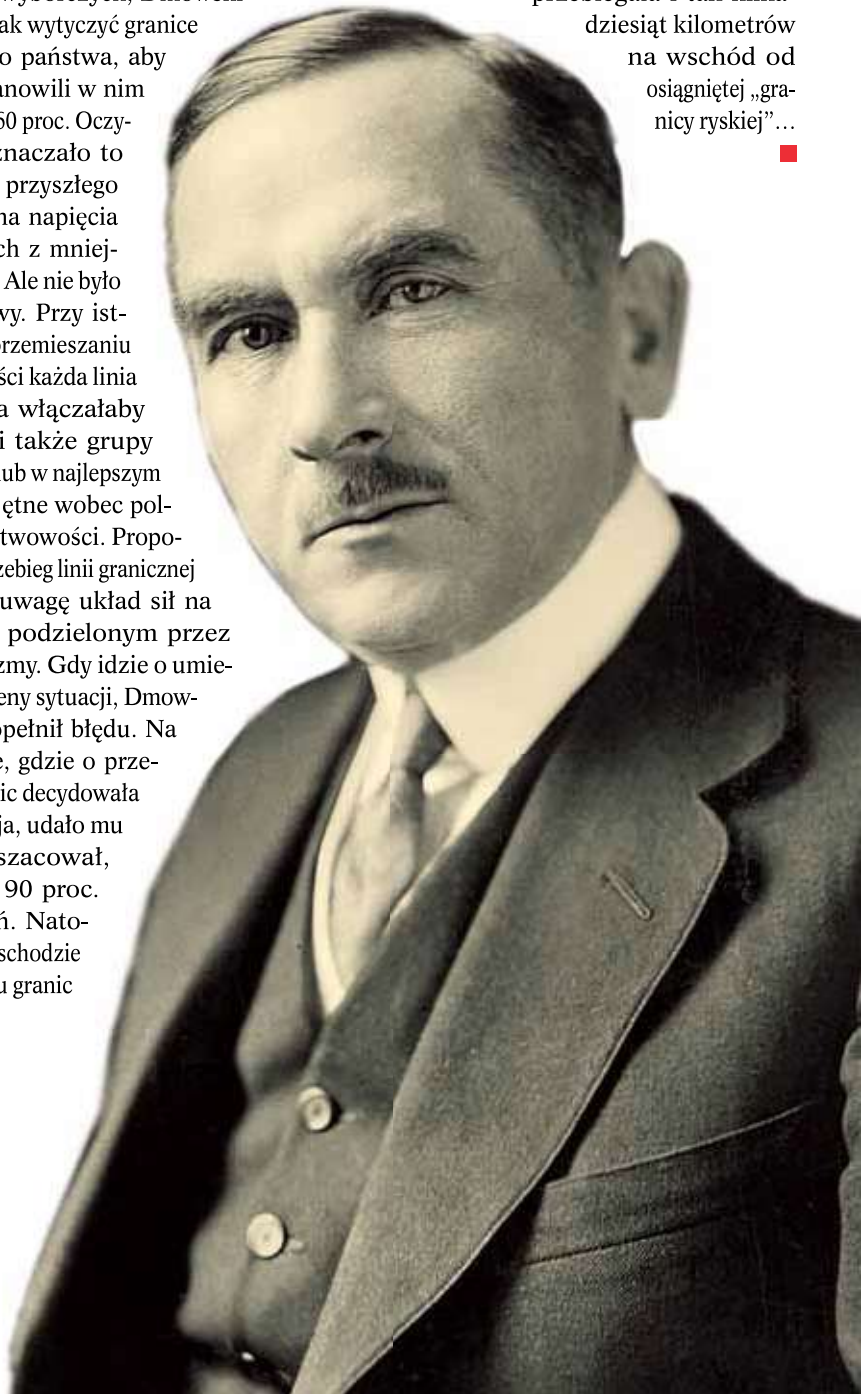 ak wytyczyć granice
o państwa, aby
anowili w nim
60 proc. Oczy-
znaczało to
przyszłego
na napięcia
ch z mniej-
Ale nie było
wy. Przy ist-
przemieszaniu
ści każda linia
a włączałaby
i także grupy
lub w najlepszym
ętne wobec pol-
twowości. Propo-
zebieg linii granicznej
uwagę układ sił na
podzielonym przez
zmy. Gdy idzie o umie-
eny sytuacji, Dmow-
opełnił błędu. Na
e, gdzie o prze-
ic decydowała
ja, udało mu
szacował,
90 proc.
ń. Nato-
schodzie
u granic
dziesiąt kilometrów
na wschód od
osiągniętej „gra-
nicy ryskiej”…